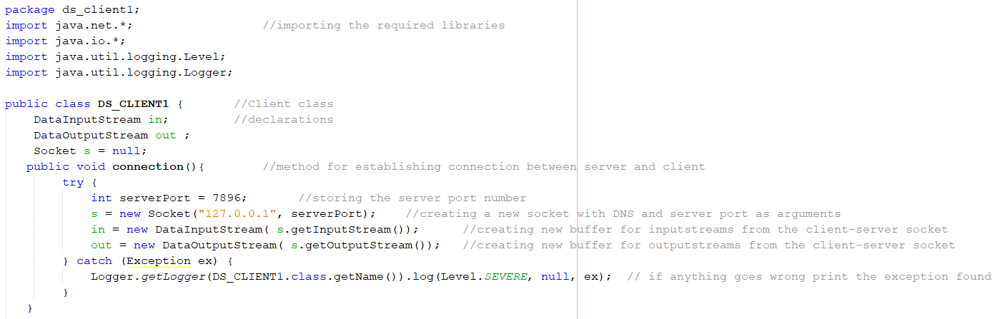 package ds_client1;
import java.net.*;                  //importing the required libraries
import java.io.*;
import java.util.logging.Level;
import java.util.logging.Logger;

public class DS_CLIENT1 {       //Client class
    DataInputStream in;         //declarations
    DataOutputStream out ;
    Socket s = null;
   public void connection(){        //method for establishing connection between server and client
        try {
            int serverPort = 7896;       //storing the server port number
            s = new Socket("127.0.0.1", serverPort);    //creating a new socket with DNS and server port as arguments
            in = new DataInputStream( s.getInputStream());      //creating new buffer for inputstreams from the client-server socket
            out = new DataOutputStream( s.getOutputStream());   //creating new buffer for outputstreams from the client-server socket
        } catch (Exception ex) {
            Logger.getLogger(DS_CLIENT1.class.getName()).log(Level.SEVERE, null, ex);  // if anything goes wrong print the exception found
        }
   }